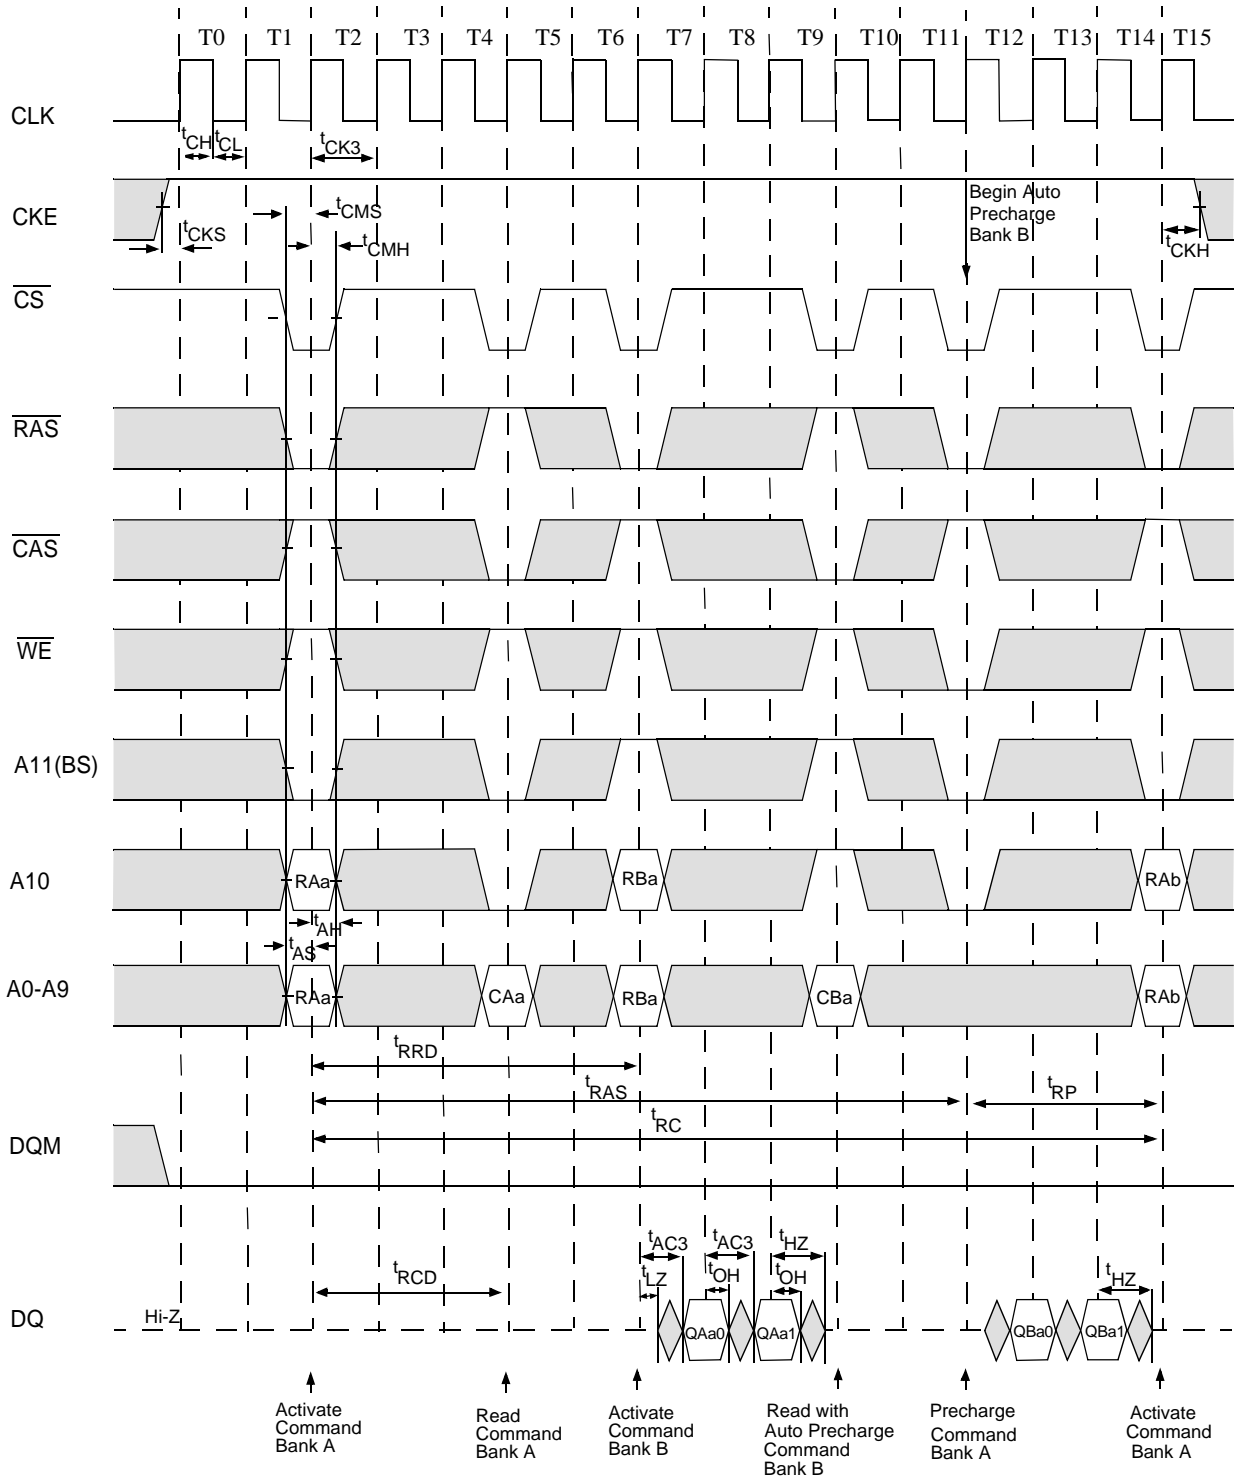 T0 T1 T2 T3 T4 T5 T6 T7 T8 T9 T10 T11 T12 T13 T14 T15
CLK
tCH tCL tCK3
CKE
tCKS
tCMS
tCMH
Begin Auto
Precharge
Bank B
tCKH
CS
RAS
CAS
WE
A11(BS)
A10
RAa RBa RAb
tAH
tAS
A0-A9
RAa CAa RBa CBa RAb
tRRD
tRAS tRP
tRC
DQM
tAC3 tAC3 tHZ
tRCD tLZ tOH tOH tHZ
DQ
Hi-Z
QAa0 QAa1 QBa0 QBa1
Activate
Command
Bank A
Read
Command
Bank A
Activate
Command
Bank B
Read with
Auto Precharge
Command
Bank B
Precharge
Command
Bank A
Activate
Command
Bank A